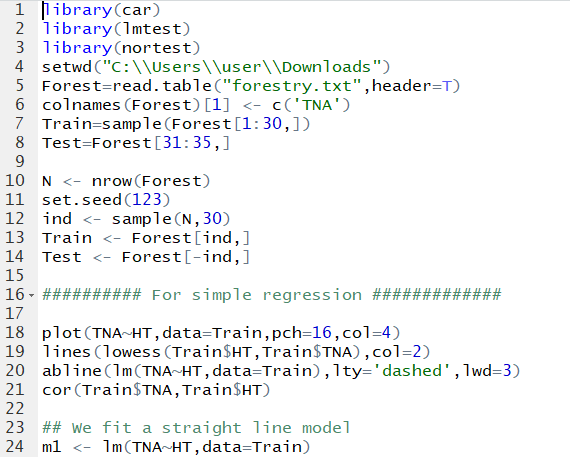 1 library(car)
2 library(lmtest)
3 library(nortest)
4 setwd("C:\\Users\\user\\Downloads")
5 Forest=read.table("forestry.txt",header=T)
6 colnames(Forest)[1] <- c('TNA')
7 Train=sample(Forest[1:30,])
8 Test=Forest[31:35,]
9
10 N <- nrow(Forest)
11 set.seed(123)
12 ind <- sample(N,30)
13 Train <- Forest[ind,]
14 Test <- Forest[-ind,]
15
16 ########## For simple regression #############
17
18 plot(TNA~HT,data=Train,pch=16,col=4)
19 lines(lowess(Train$HT,Train$TNA),col=2)
20 abline(lm(TNA~HT,data=Train),lty='dashed',lwd=3)
21 cor(Train$TNA,Train$HT)
22
23 ## We fit a straight line model
24 m1 <- lm(TNA~HT,data=Train)